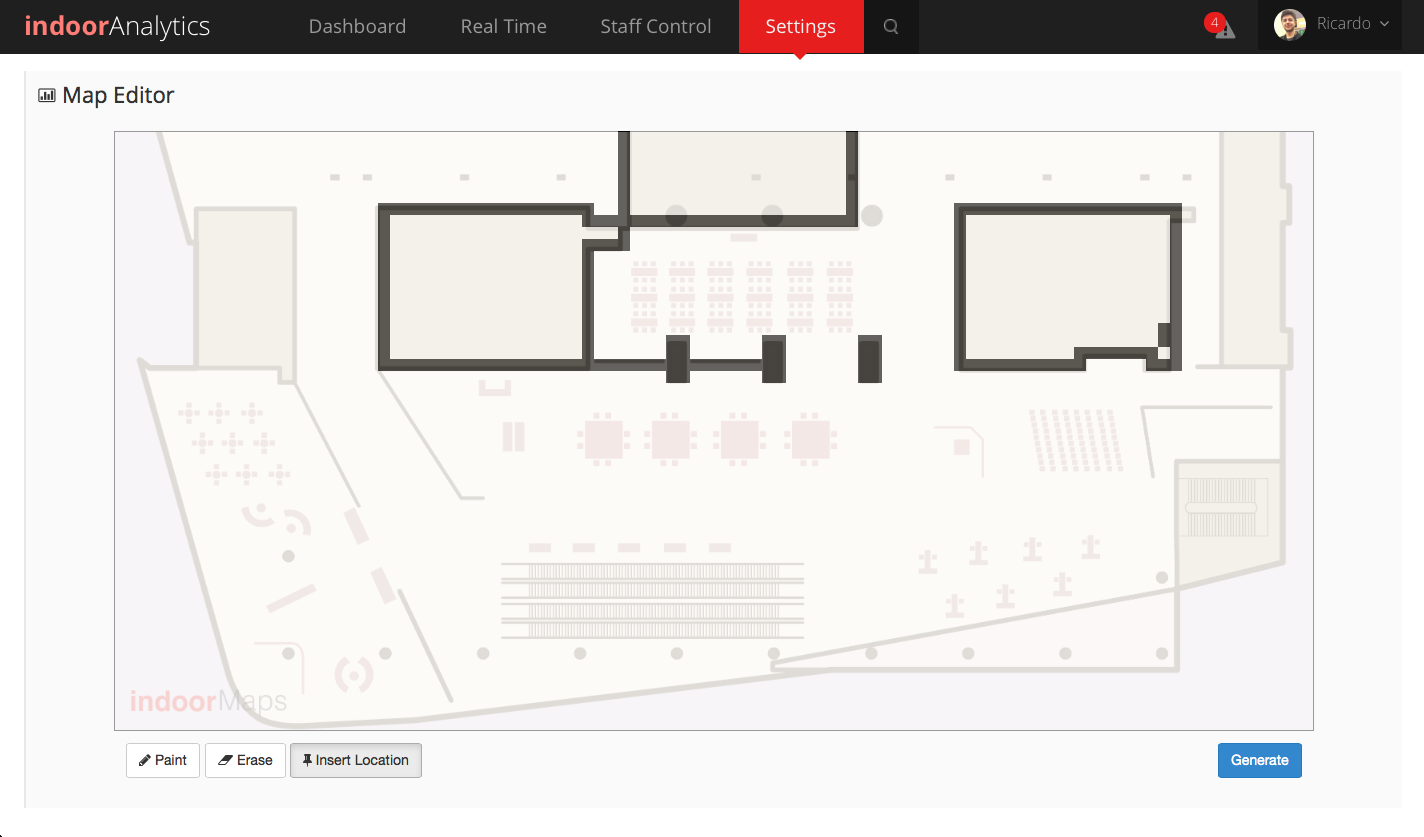 indoorAnalytics Dashboard Real Time Staff Control Settings 4 Ricardo
Map Editor
indoorMaps
Paint Erase Insert Location Generate